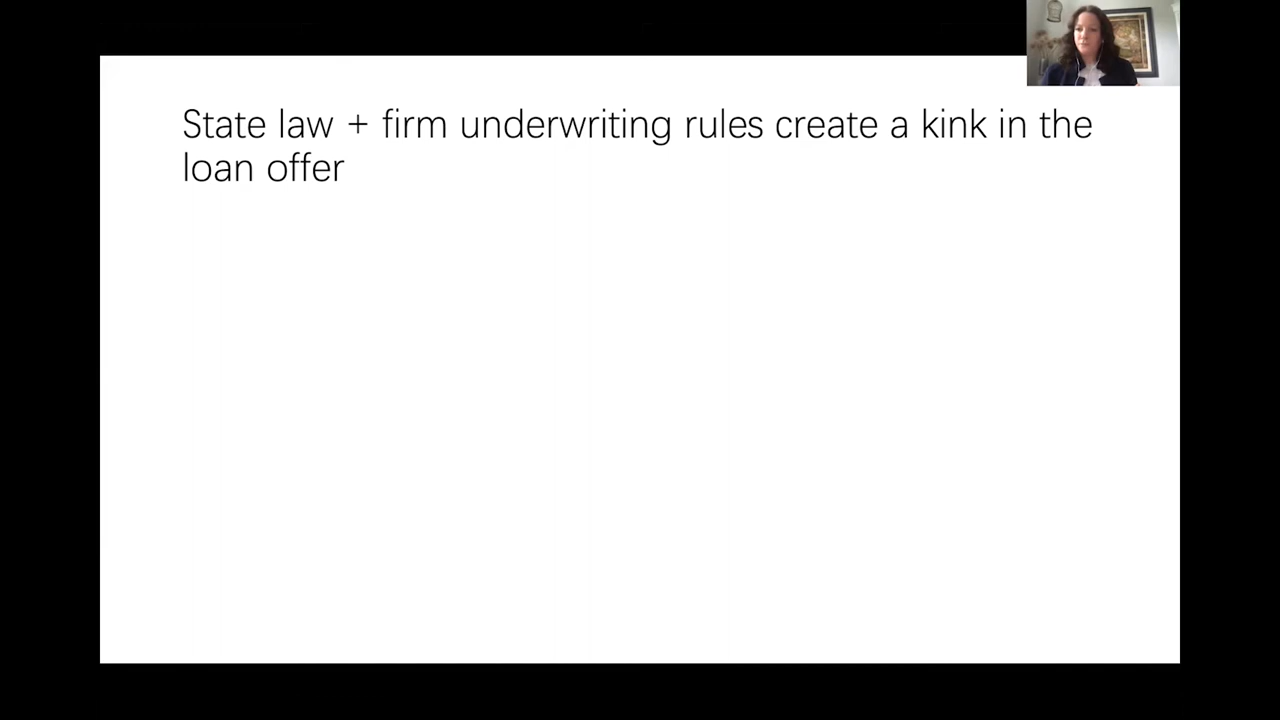 State law + firm underwriting rules create a kink in the
loan offer